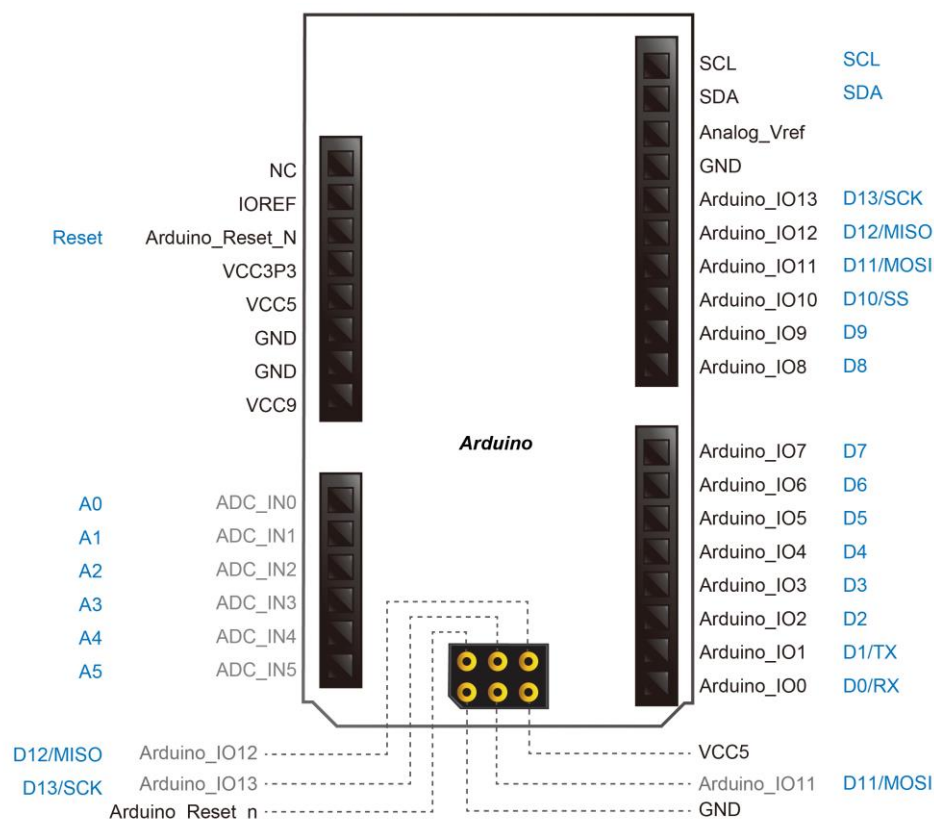 SCL SCL
SDA SDA
Analog_Vref
NC GND
IOREF Arduino_IO13 D13/SCK
Reset Arduino_Reset_N Arduino_IO12 D12/MISO
VCC3P3 Arduino_IO11 D11/MOSI
VCC5 Arduino_IO10 D10/SS
GND Arduino_IO9 D9
GND Arduino_IO8 D8
VCC9
Arduino
Arduino_IO7 D7
A0 ADC_IN0 Arduino_IO6 D6
A1 ADC_IN1 Arduino_IO5 D5
A2 ADC_IN2 Arduino_IO4 D4
A3 ADC_IN3 Arduino_IO3 D3
A4 ADC_IN4 Arduino_IO2 D2
A5 ADC_IN5 Arduino_IO1 D1/TX
Arduino_IO0 D0/RX
D12/MISO Arduino_IO12 VCC5
D13/SCK Arduino_IO13 Arduino_IO11 D11/MOSI
Arduino_Reset_n GND